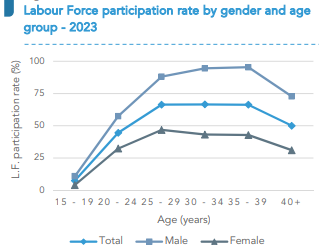 Labour Force participation rate by gender and age
group - 2023
L.F. participation rate (%)
100
75
50
25
0
15 - 19 20 - 24 25 - 29 30 - 34 35 - 39 40+
Age (years)
Total Male Female